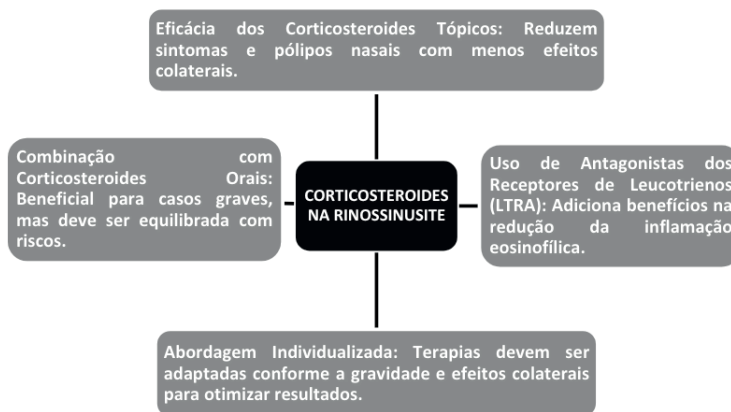 Eficácia dos Corticosteroides Tópicos: Reduzem
sintomas e pólipos nasais com menos efeitos
colaterais.
Combinação com
Corticosteroides Orais:
Beneficial para casos graves,
mas deve ser equilibrada com
riscos.
CORTICOSTEROIDES
NA RINOSSINUSITE
Uso de Antagonistas dos
Receptores de Leucotrienos
(LTRA): Adiciona benefícios na
redução da inflamação
eosinofílica.
Abordagem Individualizada: Terapias devem ser
adaptadas conforme a gravidade e efeitos colaterais
para otimizar resultados.